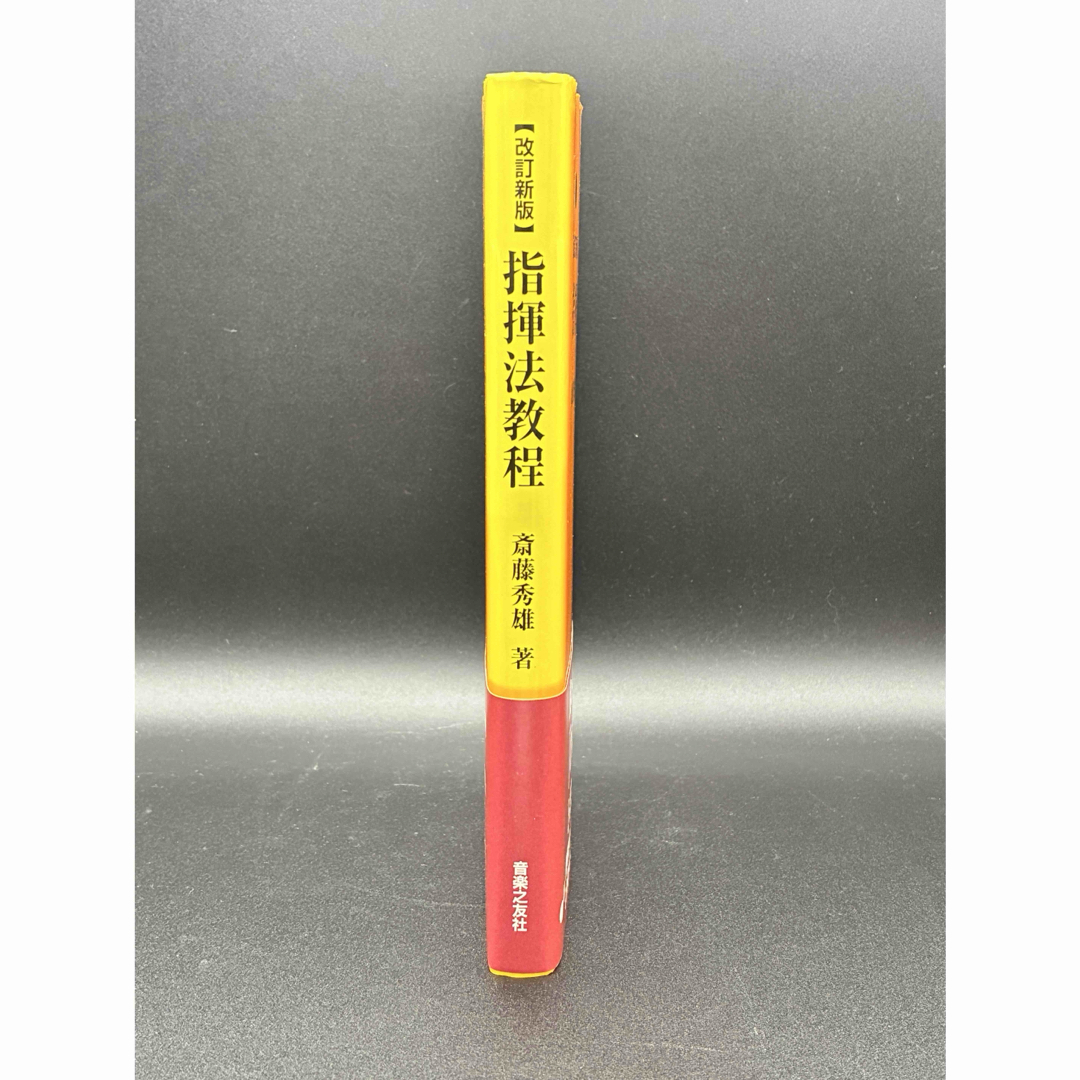 【改訂新版】
指揮法教程
斎藤秀雄 著
音楽之友社